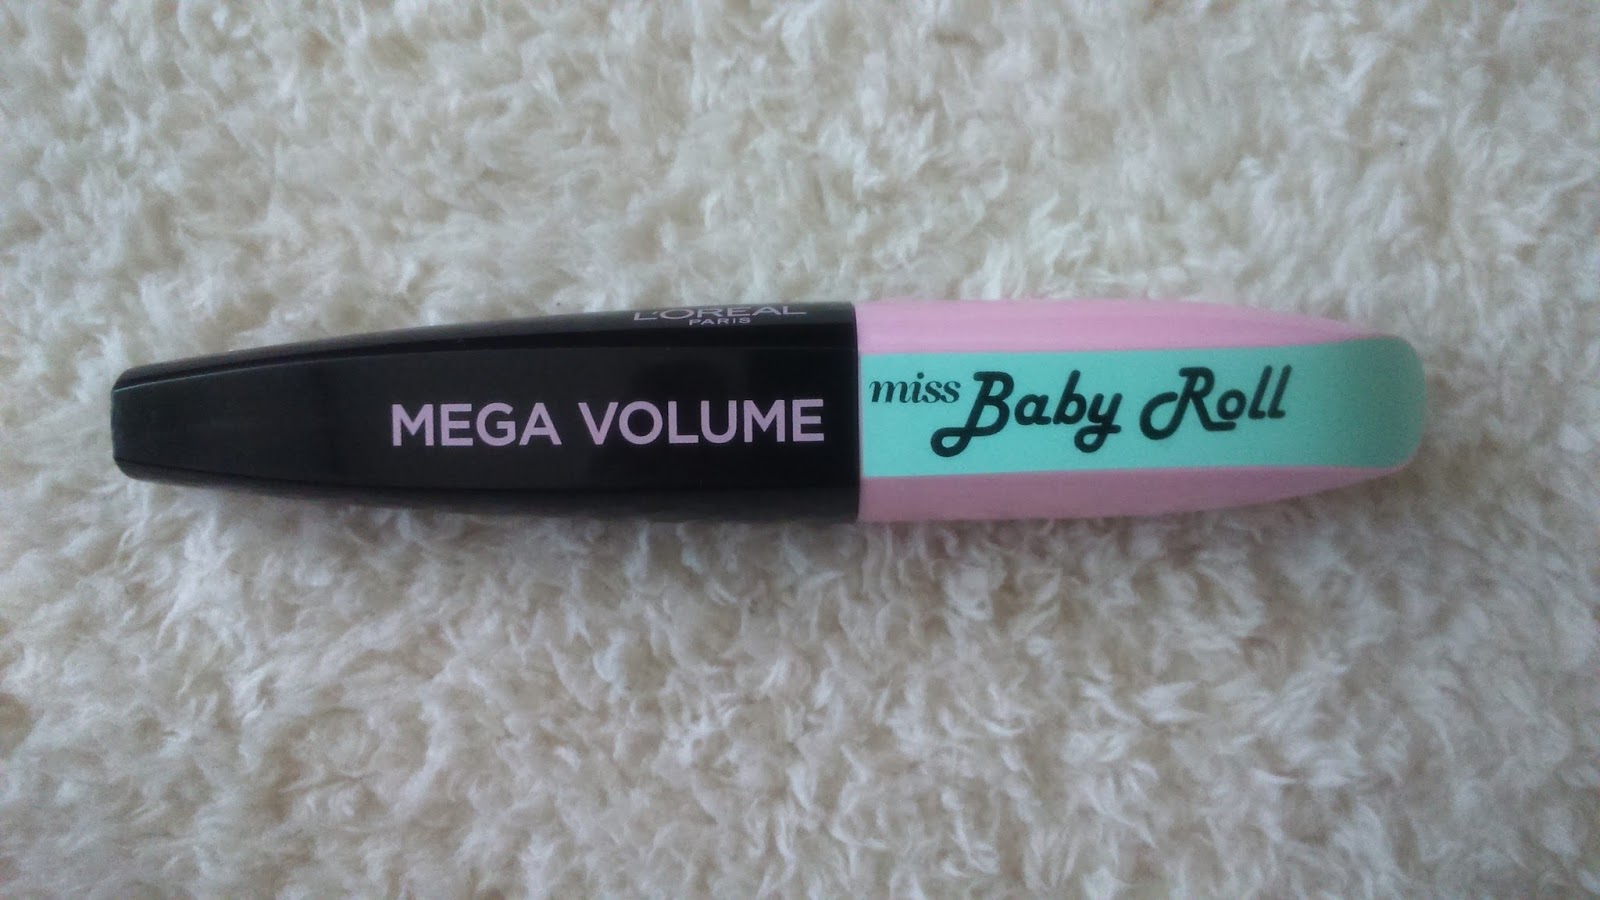 L'ORÉAL
PARIS
MEGA VOLUME
miss Baby Roll